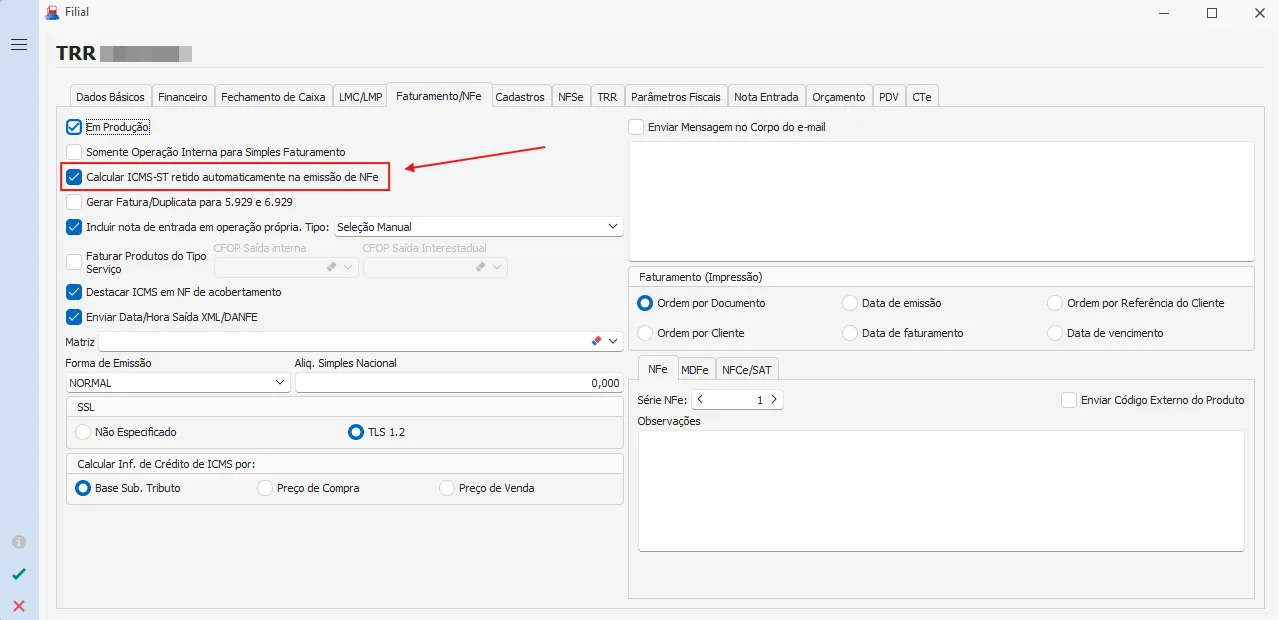 Filial
TRR
Dados Básicos Financeiro Fechamento de Caixa LMC/LMP Faturamento/NFe Cadastros NFSe TRR Parâmetros Fiscais Nota Entrada Orçamento PDV CTe
Em Produção
Somente Operação Interna para Simples Faturamento
Calcular ICMS-ST retido automaticamente na emissão de NFe
Gerar Fatura/Duplicata para 5.929 e 6.929
Incluir nota de entrada em operação própria. Tipo: Seleção Manual
CFOP Saída interna CFOP Saída Interestadual
Faturar Produtos do Tipo
Serviço
Destacar ICMS em NF de acobertamento
Enviar Data/Hora Saída XML/DANFE
Matriz
Forma de Emissão Aliq. Simples Nacional
NORMAL 0,000
SSL
Não Especificado TLS 1.2
Calcular Inf. de Crédito de ICMS por:
Base Sub. Tributo Preço de Compra Preço de Venda
Enviar Mensagem no Corpo do e-mail
Faturamento (Impressão)
Ordem por Documento Data de emissão Ordem por Referência do Cliente
Ordem por Cliente Data de faturamento Data de vencimento
NFe MDFe NFCe/SAT
Série NFe: 1 Enviar Código Externo do Produto
Observações